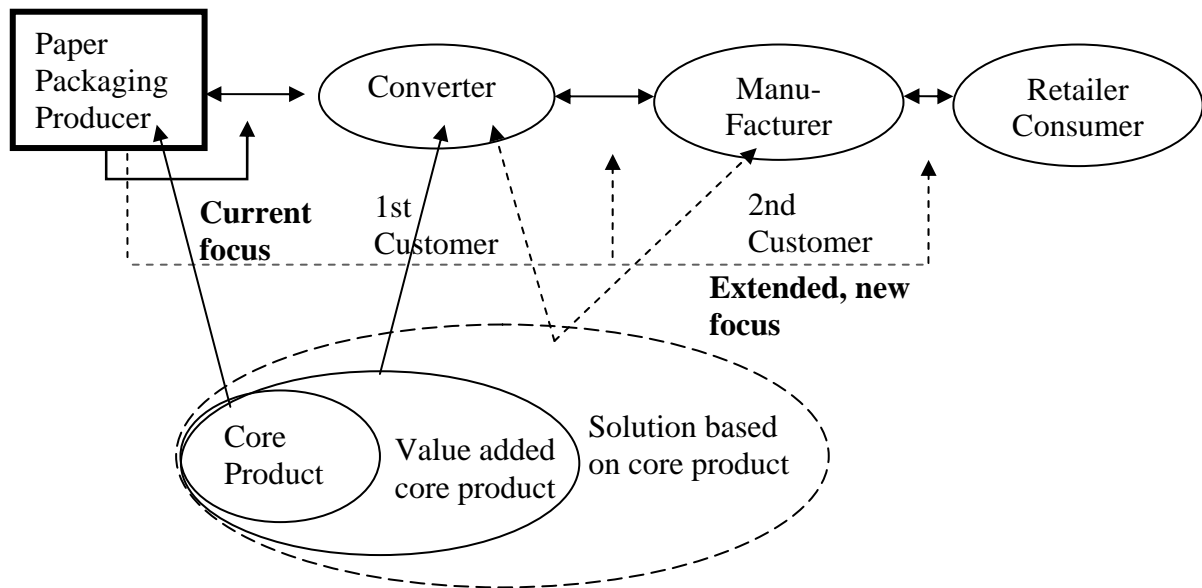 Paper
Packaging
Producer
Converter
Manu-
Facturer
Retailer
Consumer
Current
focus
1st
Customer
2nd
Customer
Extended, new
focus
Core
Product
Value added
core product
Solution based
on core product